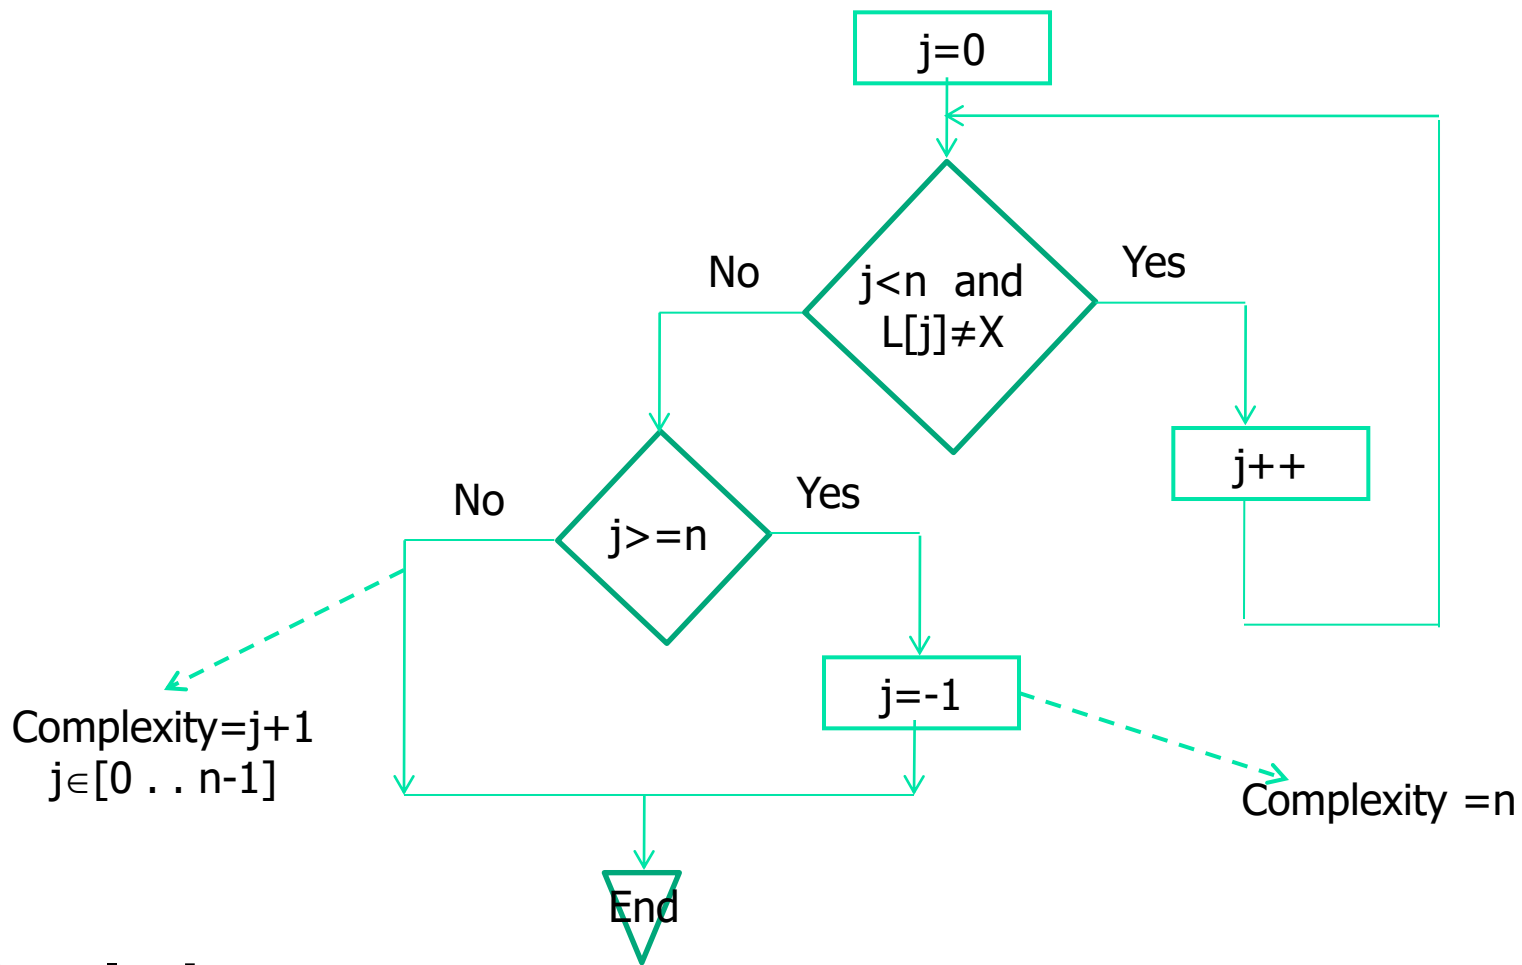 j=0
No
Yes
j<n and
L[j]≠X
j++
No
Yes
j>=n
j=-1
Complexity=j+1
j∈[0 . . n-1]
Complexity =n
End